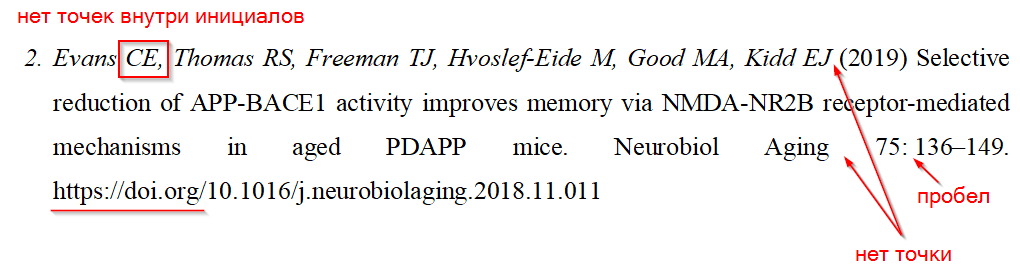 нет точек внутри инициалов
2. Evans CE, Thomas RS, Freeman TJ, Hvoslef-Eide M, Good MA, Kidd EJ (2019) Selective
reduction of APP-BACE1 activity improves memory via NMDA-NR2B receptor-mediated
mechanisms in aged PDAPP mice. Neurobiol Aging 75: 136–149.
https://doi.org/10.1016/j.neurobiolaging.2018.11.011
пробел
нет точки